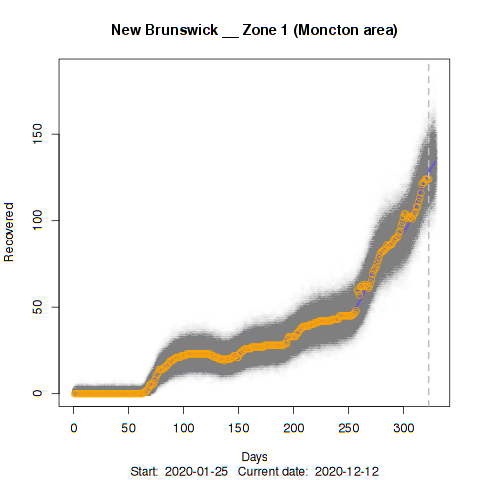 New Brunswick __ Zone 1 (Moncton area)
150
100
50
0
Recovered
0 50 100 150 200 250 300
Days
Start: 2020-01-25 Current date: 2020-12-12